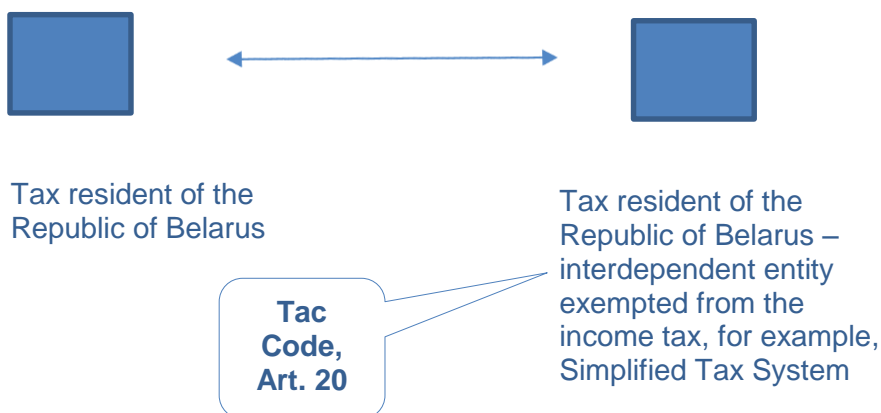 Tax resident of the
Republic of Belarus
Tax resident of the
Republic of Belarus –
interdependent entity
exempted from the
income tax, for example,
Simplified Tax System
Tac
Code,
Art. 20